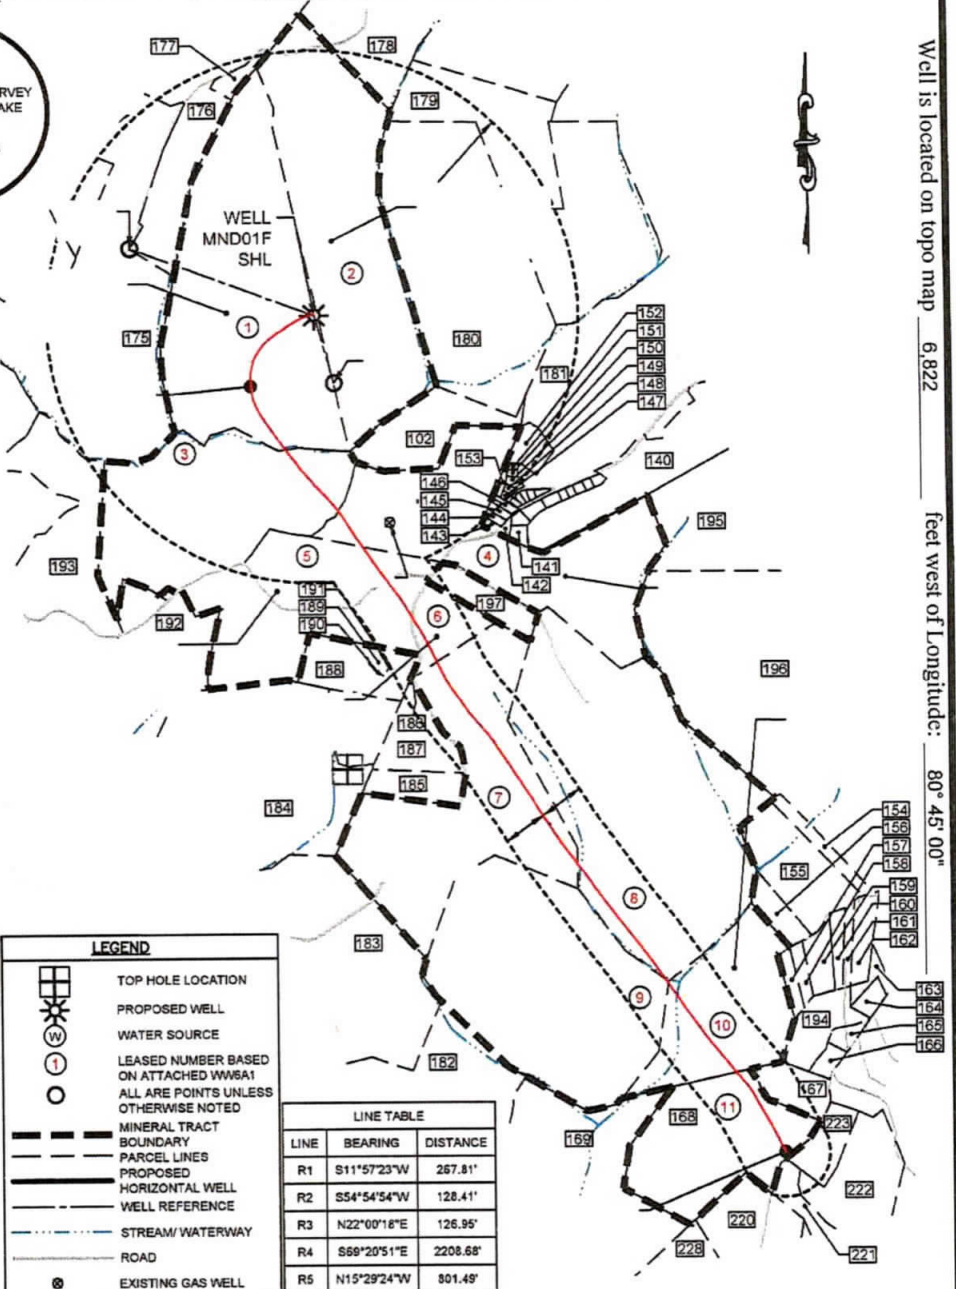 RVEY
AKE
177
178
176
179
WELL
MND01F
SHL
2
1
175
180
152
151
150
149
148
147
181
102
3
153
140
146
145
144
143
195
193
5
4
141
142
191
189
190
192
197
6
188
196
186
187
185
184
7
154
156
157
158
155
159
160
161
162
8
183
9
163
164
165
166
194
10
182
167
11
168
223
169
222
220
228
221
Well is located on topo map 6,822 feet west of Longitude: 80° 45' 00"
LEGEND
TOP HOLE LOCATION
PROPOSED WELL
W WATER SOURCE
1 LEASED NUMBER BASED
ON ATTACHED WW6A1
ALL ARE POINTS UNLESS
OTHERWISE NOTED
MINERAL TRACT
BOUNDARY
PARCEL LINES
PROPOSED
HORIZONTAL WELL
WELL REFERENCE
STREAM/ WATERWAY
ROAD
EXISTING GAS WELL
LINE TABLE
LINE BEARING DISTANCE
R1 S11°57'23"W 267.81'
R2 S54°54'54"W 128.41'
R3 N22°00'18"E 126.95'
R4 S69°20'51"E 2208.68'
R5 N15°29'24"W 801.49'